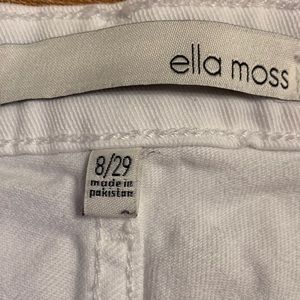 ella moss
8/29
made in
pakistan